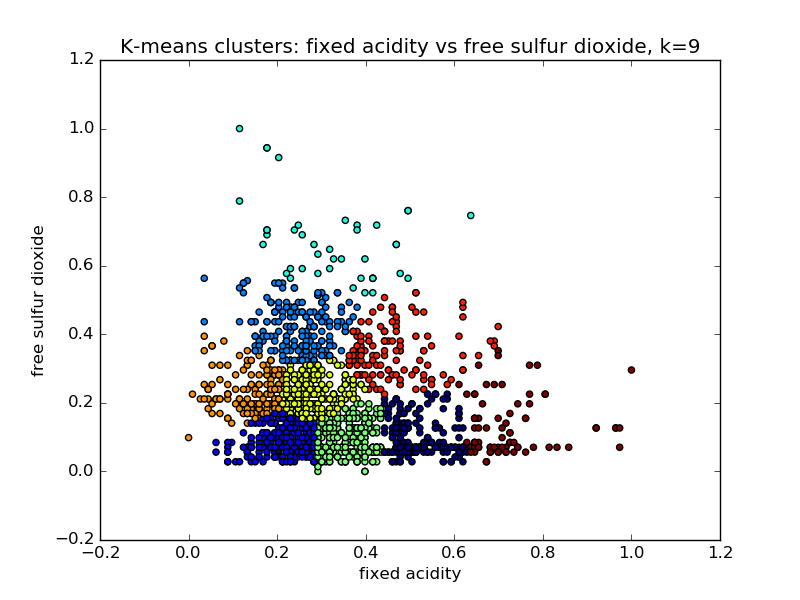 K-means clusters: fixed acidity vs free sulfur dioxide, k=9
1.2
1.0
0.8
0.6
0.4
0.2
0.0
−0.2
free sulfur dioxide
−0.2 0.0 0.2 0.4 0.6 0.8 1.0 1.2
fixed acidity